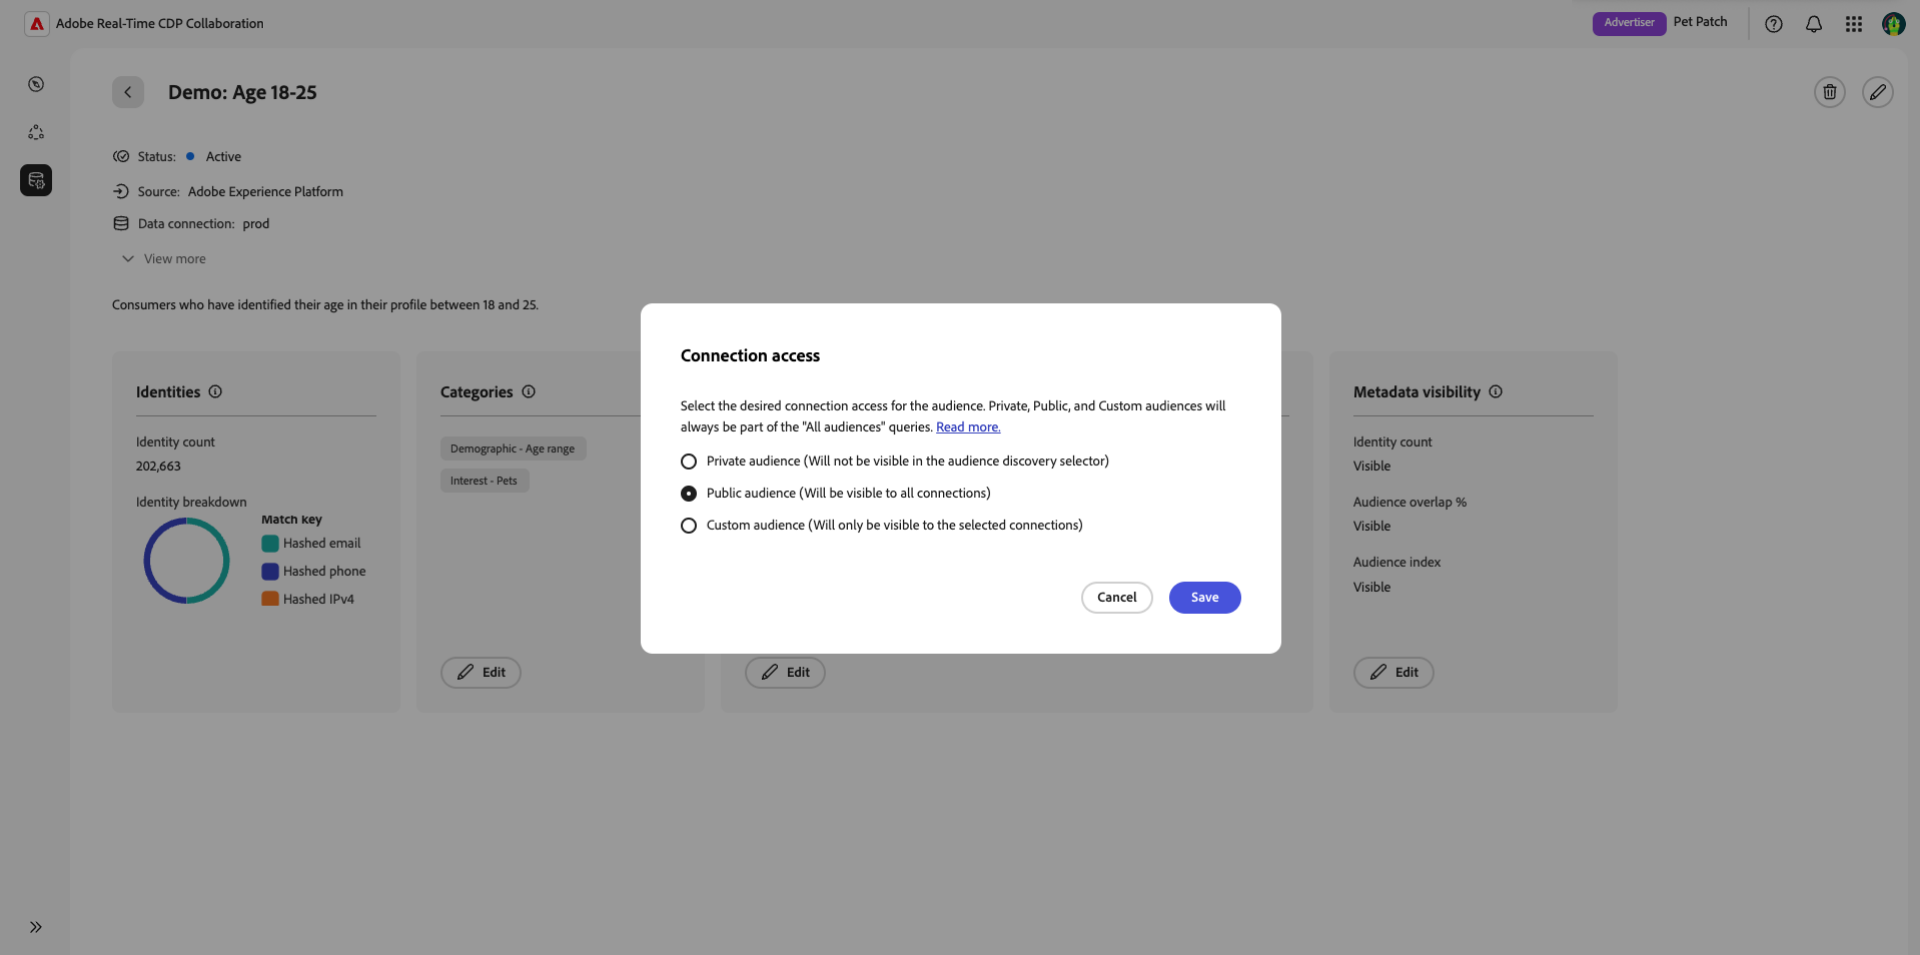 Adobe Real-Time CDP Collaboration
Advertiser Pet Patch
Demo: Age 18-25
Status: Active
Source: Adobe Experience Platform
Data connection: prod
View more
Consumers who have identified their age in their profile between 18 and 25.
Identities
Identity count
202,663
Identity breakdown
Match key
Hashed email
Hashed phone
Hashed IPv4
Categories
Demographic - Age range
Interest - Pets
Edit
Edit
Connection access
Select the desired connection access for the audience. Private, Public, and Custom audiences will
always be part of the "All audiences" queries. Read more.
Private audience (Will not be visible in the audience discovery selector)
Public audience (Will be visible to all connections)
Custom audience (Will only be visible to the selected connections)
Cancel Save
Metadata visibility
Identity count
Visible
Audience overlap %
Visible
Audience index
Visible
Edit